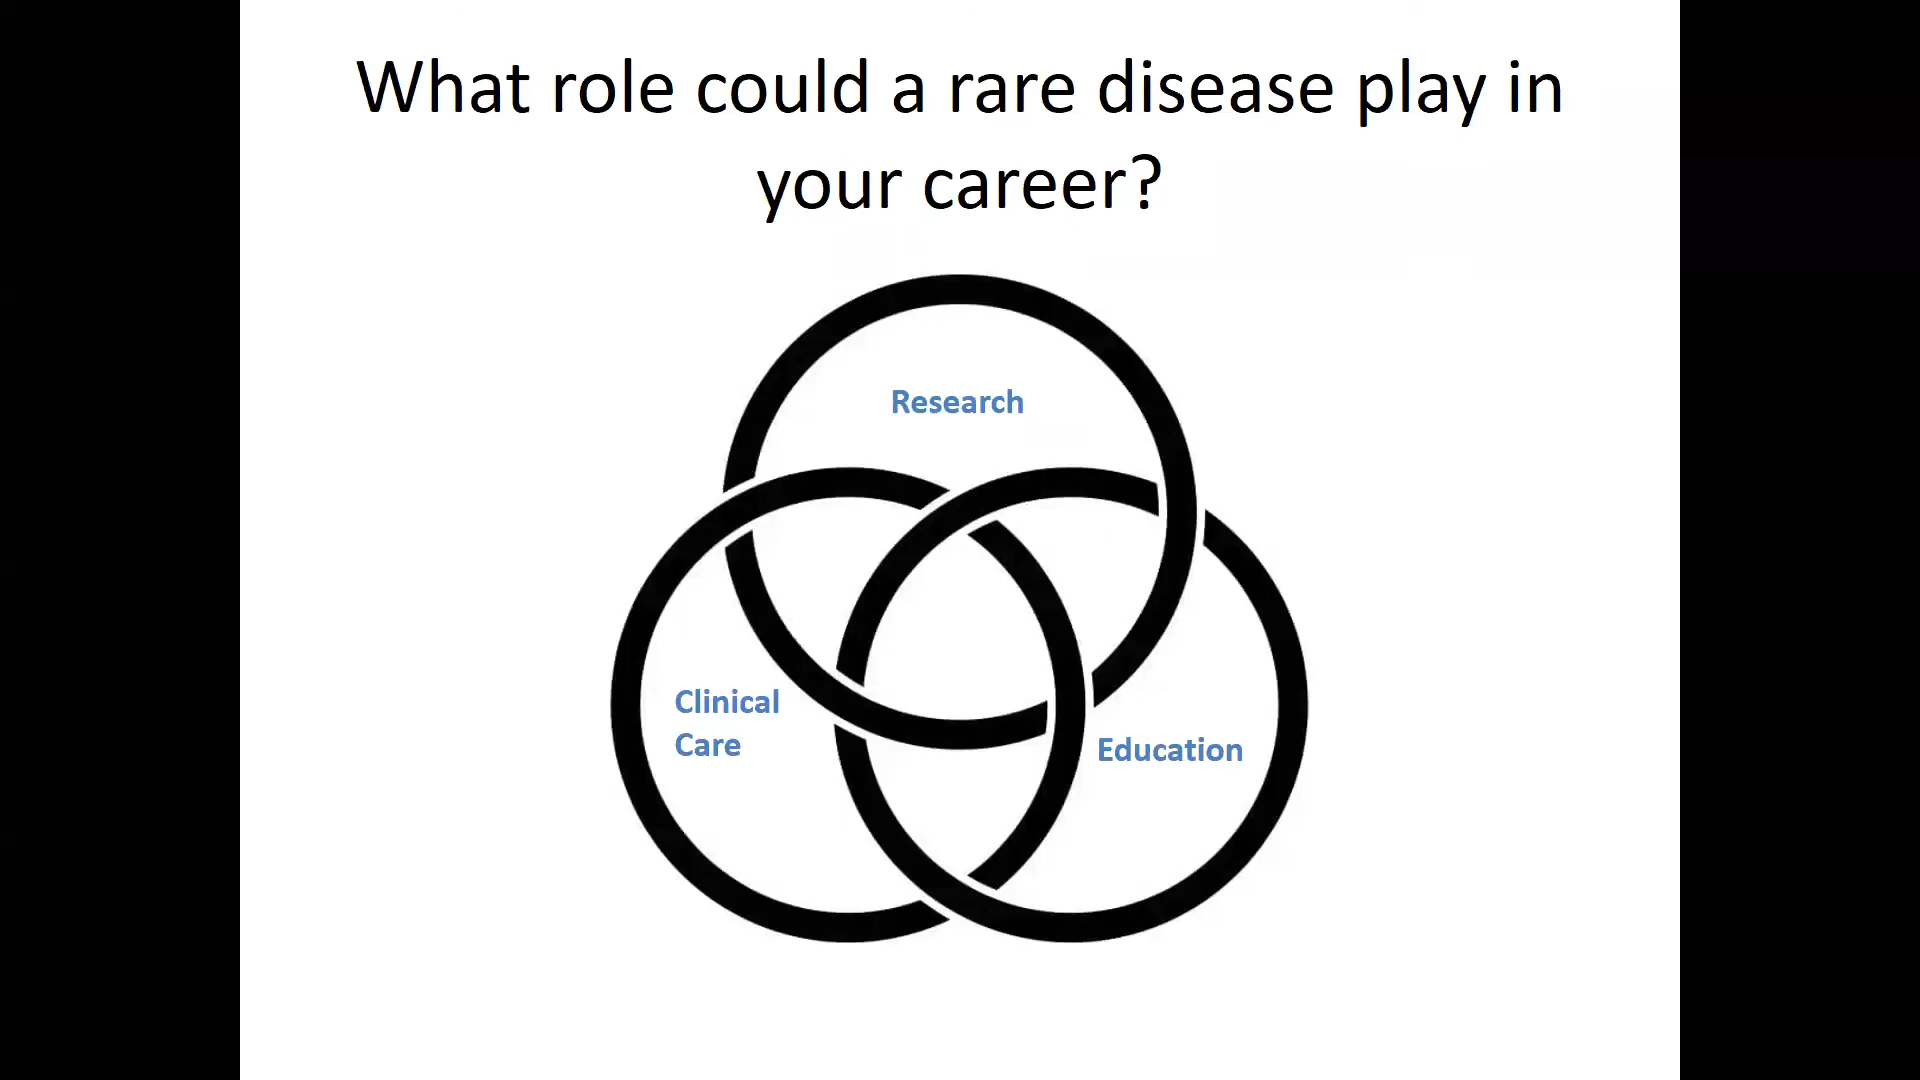 What role could a rare disease play in
your career?
Research
Clinical
Care
Education